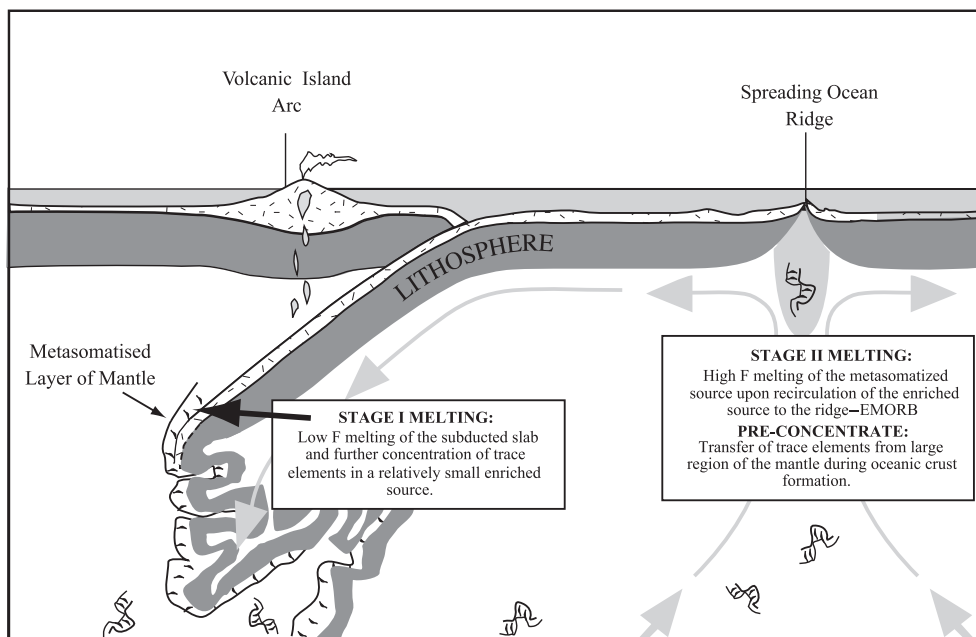 Volcanic Island
Arc
Spreading Ocean
Ridge
LITHOSPHERE
Metasomatised
Layer of Mantle
STAGE I MELTING:
Low F melting of the subducted slab
and further concentration of trace
elements in a relatively small enriched
source.
STAGE II MELTING:
High F melting of the metasomatized
source upon recirculation of the enriched
source to the ridge–EMORB
PRE-CONCENTRATE:
Transfer of trace elements from large
region of the mantle during oceanic crust
formation.